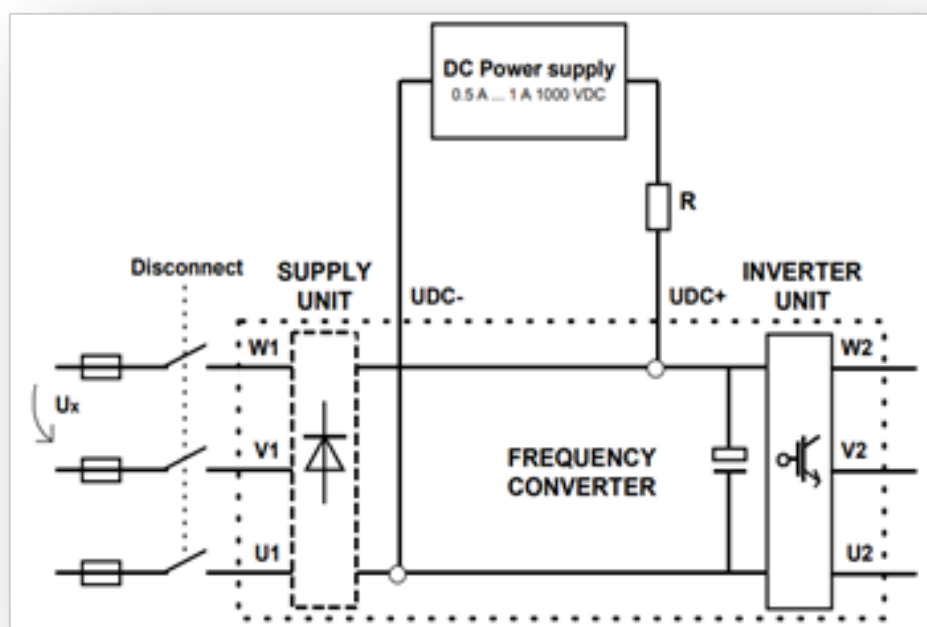 DC Power supply
0.5 A ... 1 A 1000 VDC
R
Disconnect
SUPPLY
UNIT
UDC-
UDC+
INVERTER
UNIT
W1
W2
Ux
V1
FREQUENCY
CONVERTER
V2
U1
U2